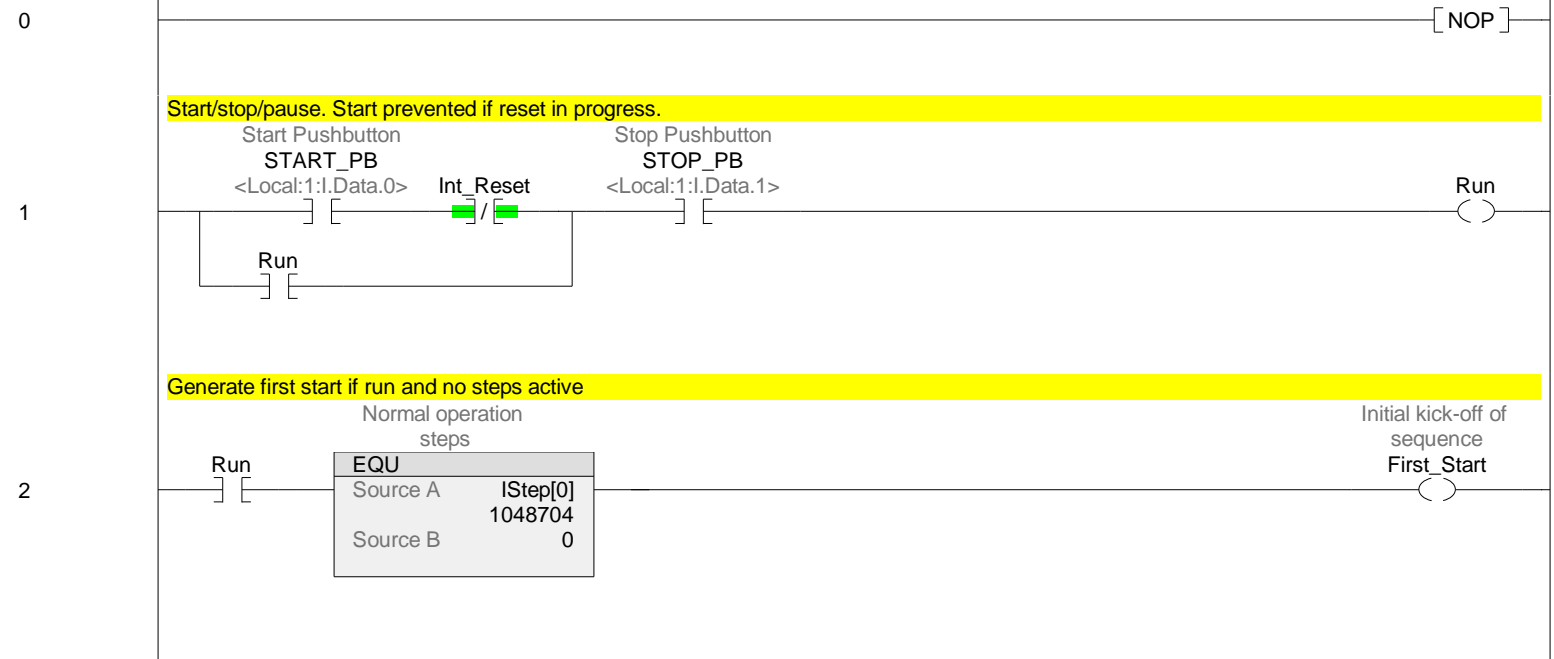 0
NOP
Start/stop/pause. Start prevented if reset in progress.
Start Pushbutton
START_PB
<Local:1:I.Data.0>
Int_Reset
Stop Pushbutton
STOP_PB
<Local:1:I.Data.1>
Run
1
/
Run
Generate first start if run and no steps active
Normal operation
steps
Initial kick-off of
sequence
First_Start
2
Run
EQU
Source A IStep[0]
1048704
Source B 0